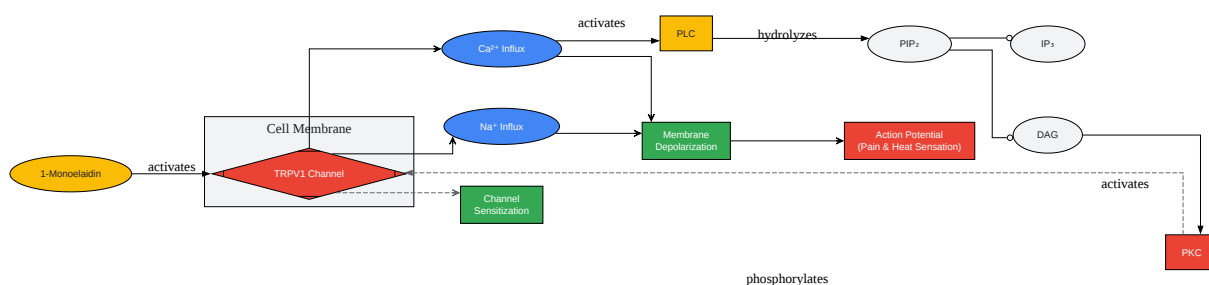 activates
PLC
hydrolyzes
PIP₂
IP₃
Ca²⁺ Influx
Cell Membrane
Na⁺ Influx
Membrane
Depolarization
Action Potential
(Pain & Heat Sensation)
DAG
1-Monoelaidin
activates
TRPV1 Channel
activates
Channel
Sensitization
PKC
phosphorylates